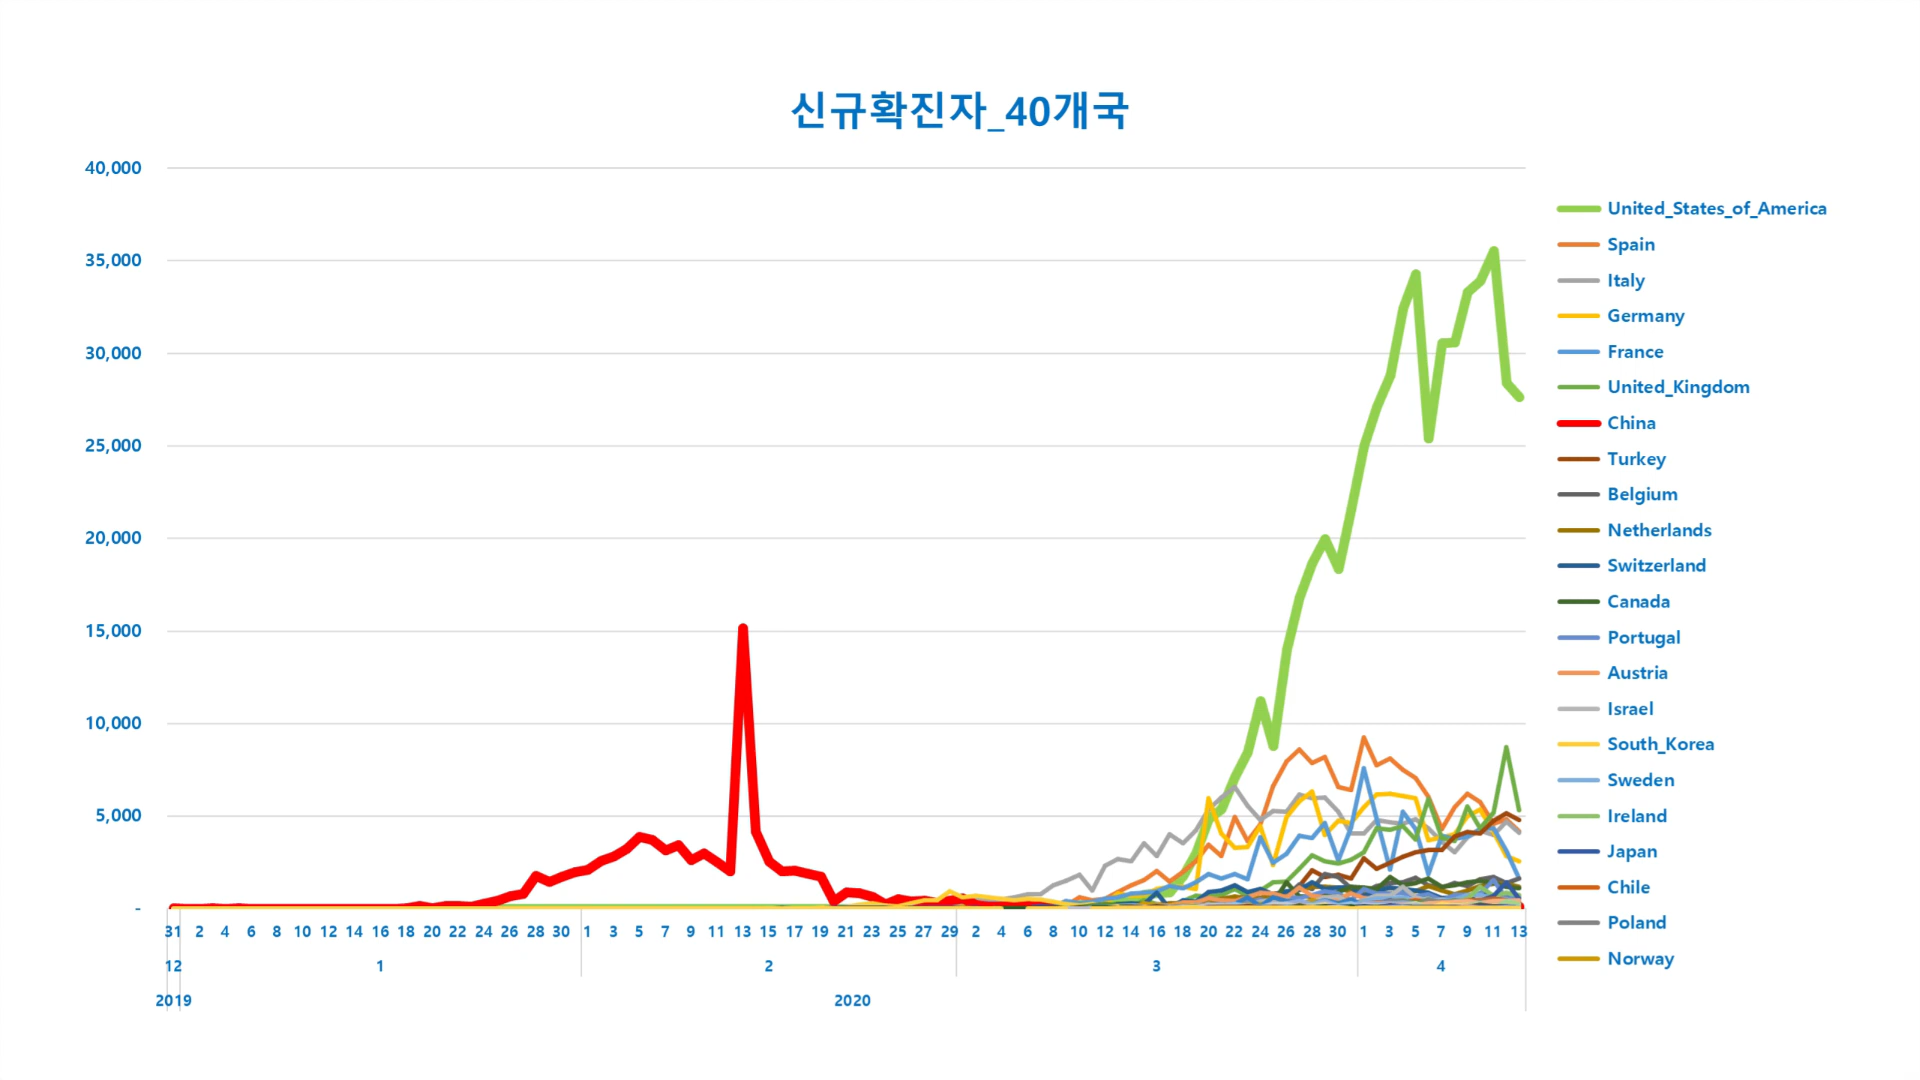 신규확진자_40개국
40,000
35,000
30,000
25,000
20,000
15,000
10,000
5,000
-
31 2 4 6 8 10 12 14 16 18 20 22 24 26 28 30 1 3 5 7 9 11 13 15 17 19 21 23 25 27 29 2 4 6 8 10 12 14 16 18 20 22 24 26 28 30 1 3 5 7 9 11 13
12 1 2 3 4
2019 2020
United_States_of_America
Spain
Italy
Germany
France
United_Kingdom
China
Turkey
Belgium
Netherlands
Switzerland
Canada
Portugal
Austria
Israel
South_Korea
Sweden
Ireland
Japan
Chile
Poland
Norway